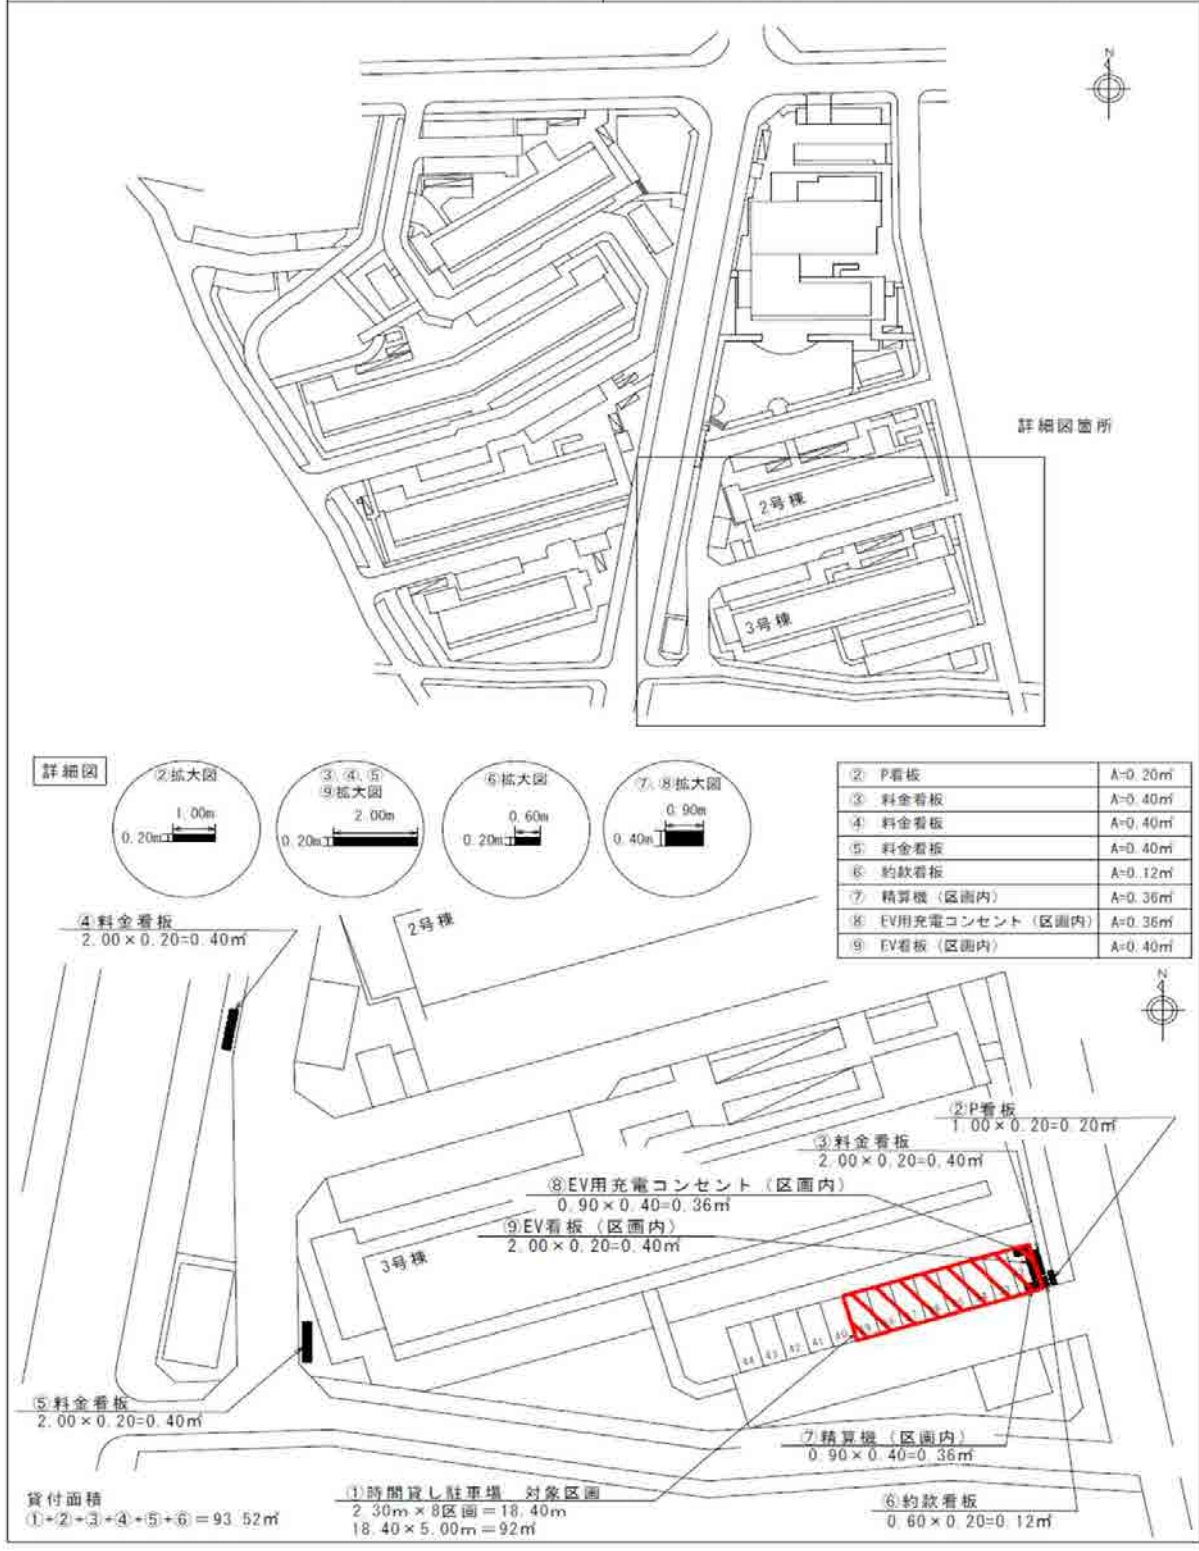 N
詳細図箇所
2号棟
3号棟
詳細図
②拡大図
1.00m
0.20m
③,④,⑤
⑨拡大図
2.00m
0.20m
⑥拡大図
0.60m
0.20m
⑦,⑧拡大図
0.90m
0.40m
② P看板 A=0.20㎡
③ 料金看板 A=0.40㎡
④ 料金看板 A=0.40㎡
⑤ 料金看板 A=0.40㎡
⑥ 約款看板 A=0.12㎡
⑦ 精算機（区画内） A=0.36㎡
⑧ EV用充電コンセント（区画内） A=0.36㎡
⑨ EV看板（区画内） A=0.40㎡
④料金看板
2.00×0.20=0.40㎡
2号棟
N
②P看板
1.00×0.20=0.20㎡
③料金看板
2.00×0.20=0.40㎡
⑧EV用充電コンセント（区画内）
0.90×0.40=0.36㎡
⑨EV看板（区画内）
2.00×0.20=0.40㎡
3号棟
44 43 42 41 40
⑤料金看板
2.00×0.20=0.40㎡
⑦精算機（区画内）
0.90×0.40=0.36㎡
①時間貸し駐車場 対象区画
2.30m×8区画=18.40m
18.40×5.00m=92㎡
⑥約款看板
0.60×0.20=0.12㎡
貸付面積
①+②+③+④+⑤+⑥=93.52㎡